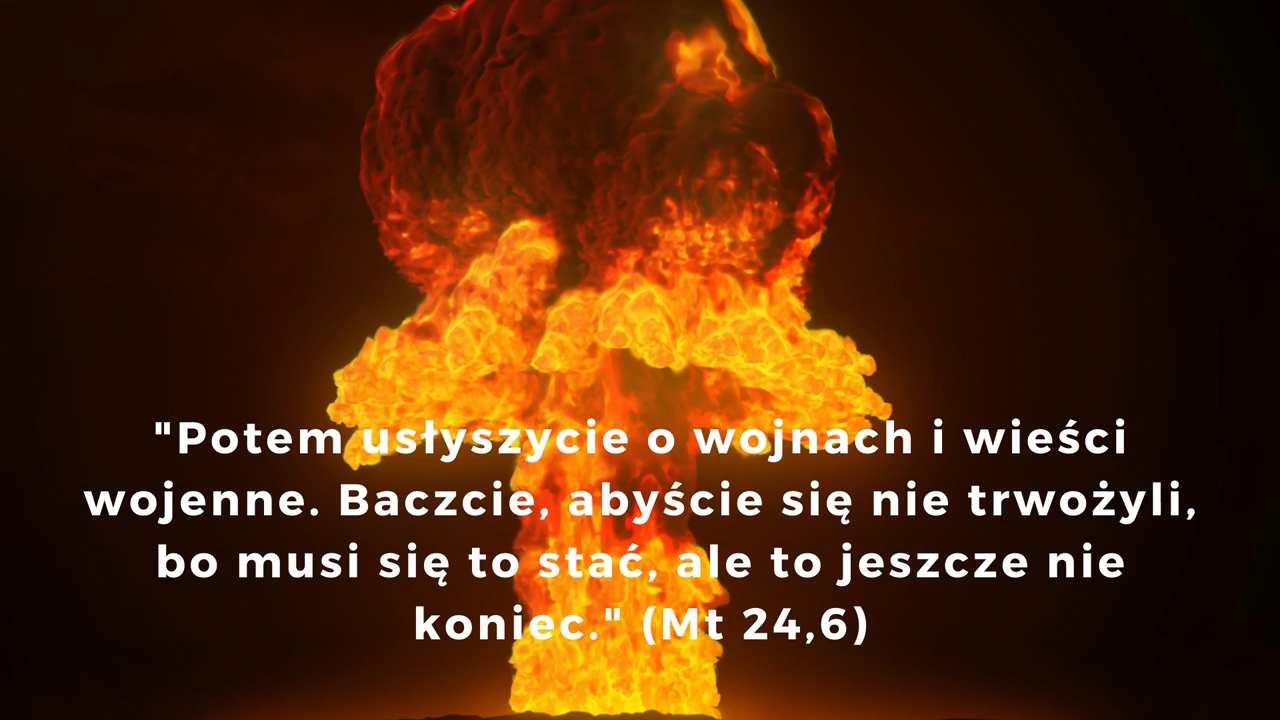 "Potem usłyszycie o wojnach i wieści
wojenne. Baczcie, abyście się nie trwożyli,
bo musi się to stać, ale to jeszcze nie
koniec." (Mt 24,6)